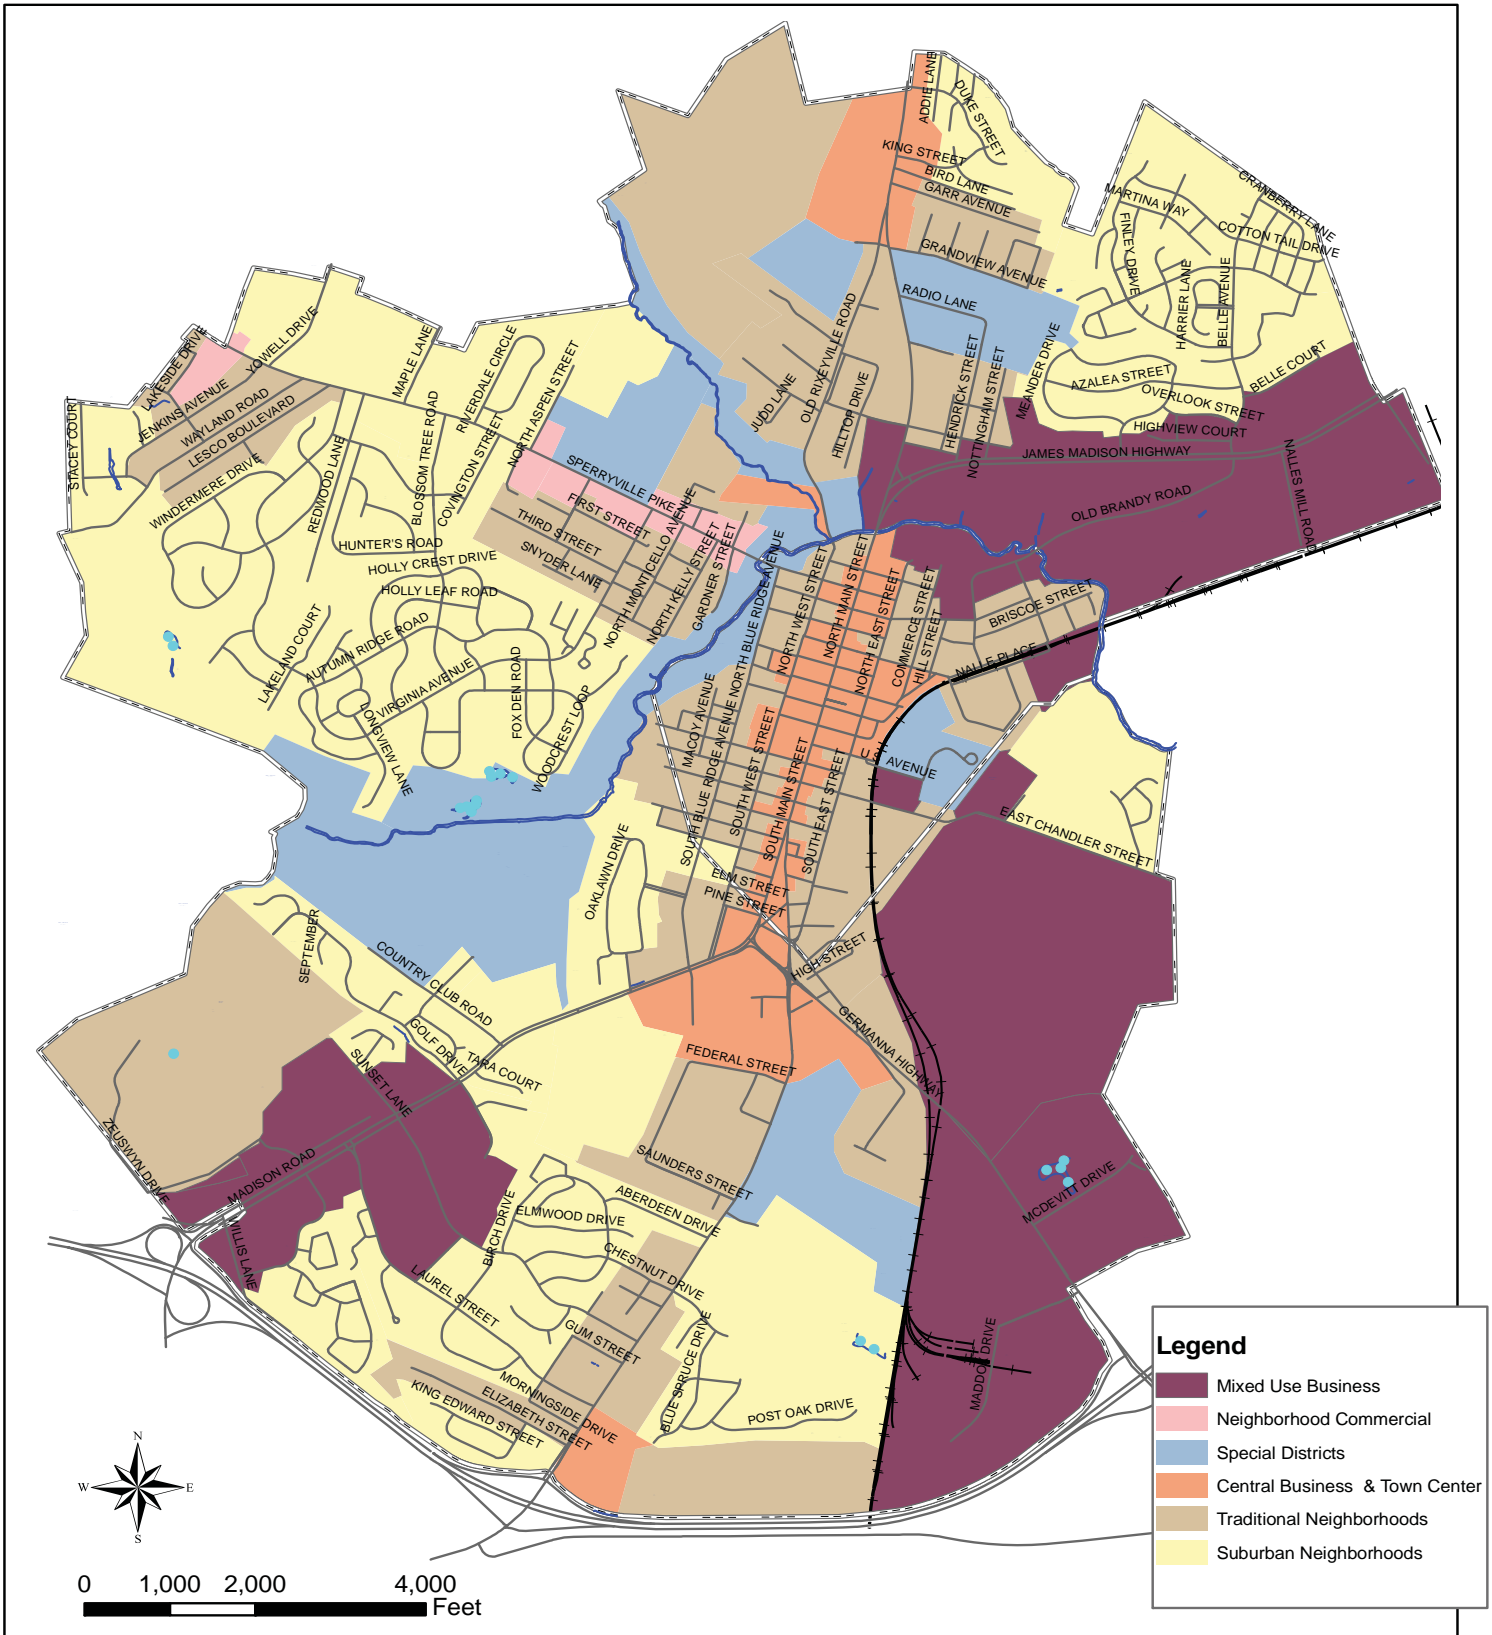 ADDIE LANE
DUKE STREET
KING STREET
BIRD LANE
GARR AVENUE
GRANDVIEW AVENUE
RADIO LANE
MARTINA WAY
CRANBERRY LANE
COTTON TAIL DRIVE
FINLEY DRIVE
HARRIER LANE
BELLE AVENUE
MEANDER DRIVE
AZALEA STREET
OVERLOOK STREET
BELLE COURT
HIGHVIEW COURT
JAMES MADISON HIGHWAY
NALLES MILL ROAD
OLD BRANDY ROAD
HENDRICK STREET
NOTTINGHAM STREET
OLD RIXEYVILLE ROAD
HILLTOP DRIVE
JUDD LANE
LAKESIDE DRIVE
YOWELL DRIVE
MAPLE LANE
RIVERDALE CIRCLE
NORTH ASPEN STREET
JENKINS AVENUE
WAYLAND ROAD
LESCO BOULEVARD
STACEY COURT
WINDERMERE DRIVE
REDWOOD LANE
BLOSSOM TREE ROAD
COVINGTON STREET
SPERRYVILLE PIKE
FIRST STREET
THIRD STREET
SNYDER LANE
HUNTER'S ROAD
HOLLY CREST DRIVE
HOLLY LEAF ROAD
NORTH MONTICELLO AVENUE
NORTH KELLY STREET
GARDNER STREET
NORTH BLUE RIDGE AVENUE
NORTH WEST STREET
NORTH MAIN STREET
NORTH EAST STREET
COMMERCE STREET
HILL STREET
BRISCOE STREET
NALLE PLACE
LAKELAND COURT
AUTUMN RIDGE ROAD
VIRGINIA AVENUE
LONGVIEW LANE
FOX DEN ROAD
WOODCREST LOOP
MACOY AVENUE
SOUTH BLUE RIDGE AVENUE
SOUTH WEST STREET
SOUTH MAIN STREET
SOUTH EAST STREET
U
AVENUE
EAST CHANDLER STREET
OAKLAWN DRIVE
ELM STREET
PINE STREET
HIGH STREET
SEPTEMBER
COUNTRY CLUB ROAD
GOLF DRIVE
TARA COURT
SUNSET LANE
FEDERAL STREET
GERMANNA HIGHWAY
ZEUSWYN DRIVE
MADISON ROAD
WILLIS LANE
SAUNDERS STREET
ABERDEEN DRIVE
ELMWOOD DRIVE
BIRCH DRIVE
CHESTNUT DRIVE
LAUREL STREET
GUM STREET
MCDEVITT DRIVE
MADDOX DRIVE
BLUE SPRUCE DRIVE
POST OAK DRIVE
MORNINGSIDE DRIVE
ELIZABETH STREET
KING EDWARD STREET
N
W
E
S
0 1,000 2,000 4,000
Feet
Legend
Mixed Use Business
Neighborhood Commercial
Special Districts
Central Business & Town Center
Traditional Neighborhoods
Suburban Neighborhoods